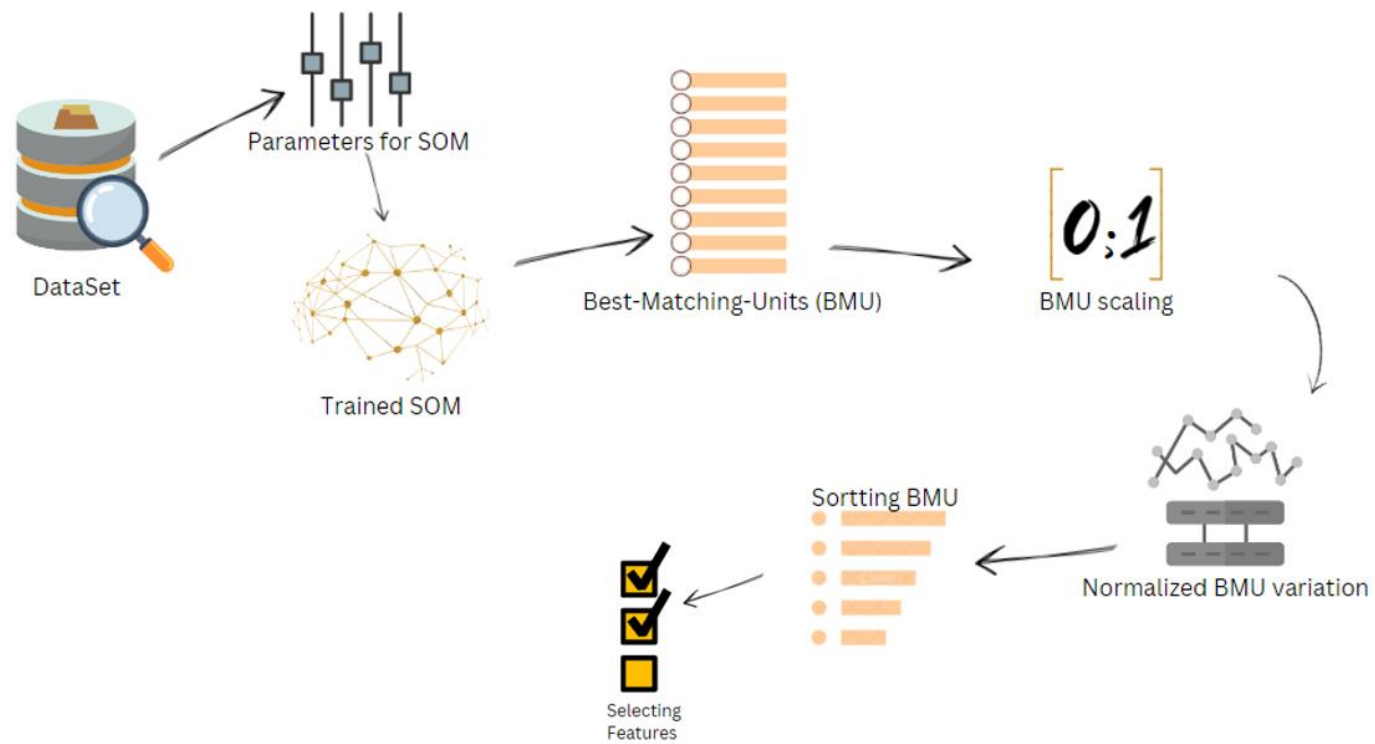 DataSet
Parameters for SOM
Trained SOM
Best-Matching-Units (BMU)
0;1
BMU scaling
Normalized BMU variation
Sortting BMU
Selecting
Features